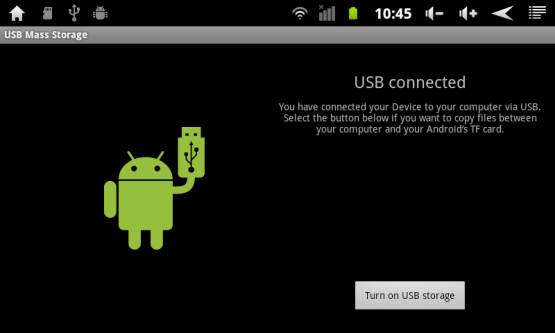 10:45
USB Mass Storage
USB connected
You have connected your Device to your computer via USB.
Select the button below if you want to copy files between
your computer and your Android's TF card.
Turn on USB storage